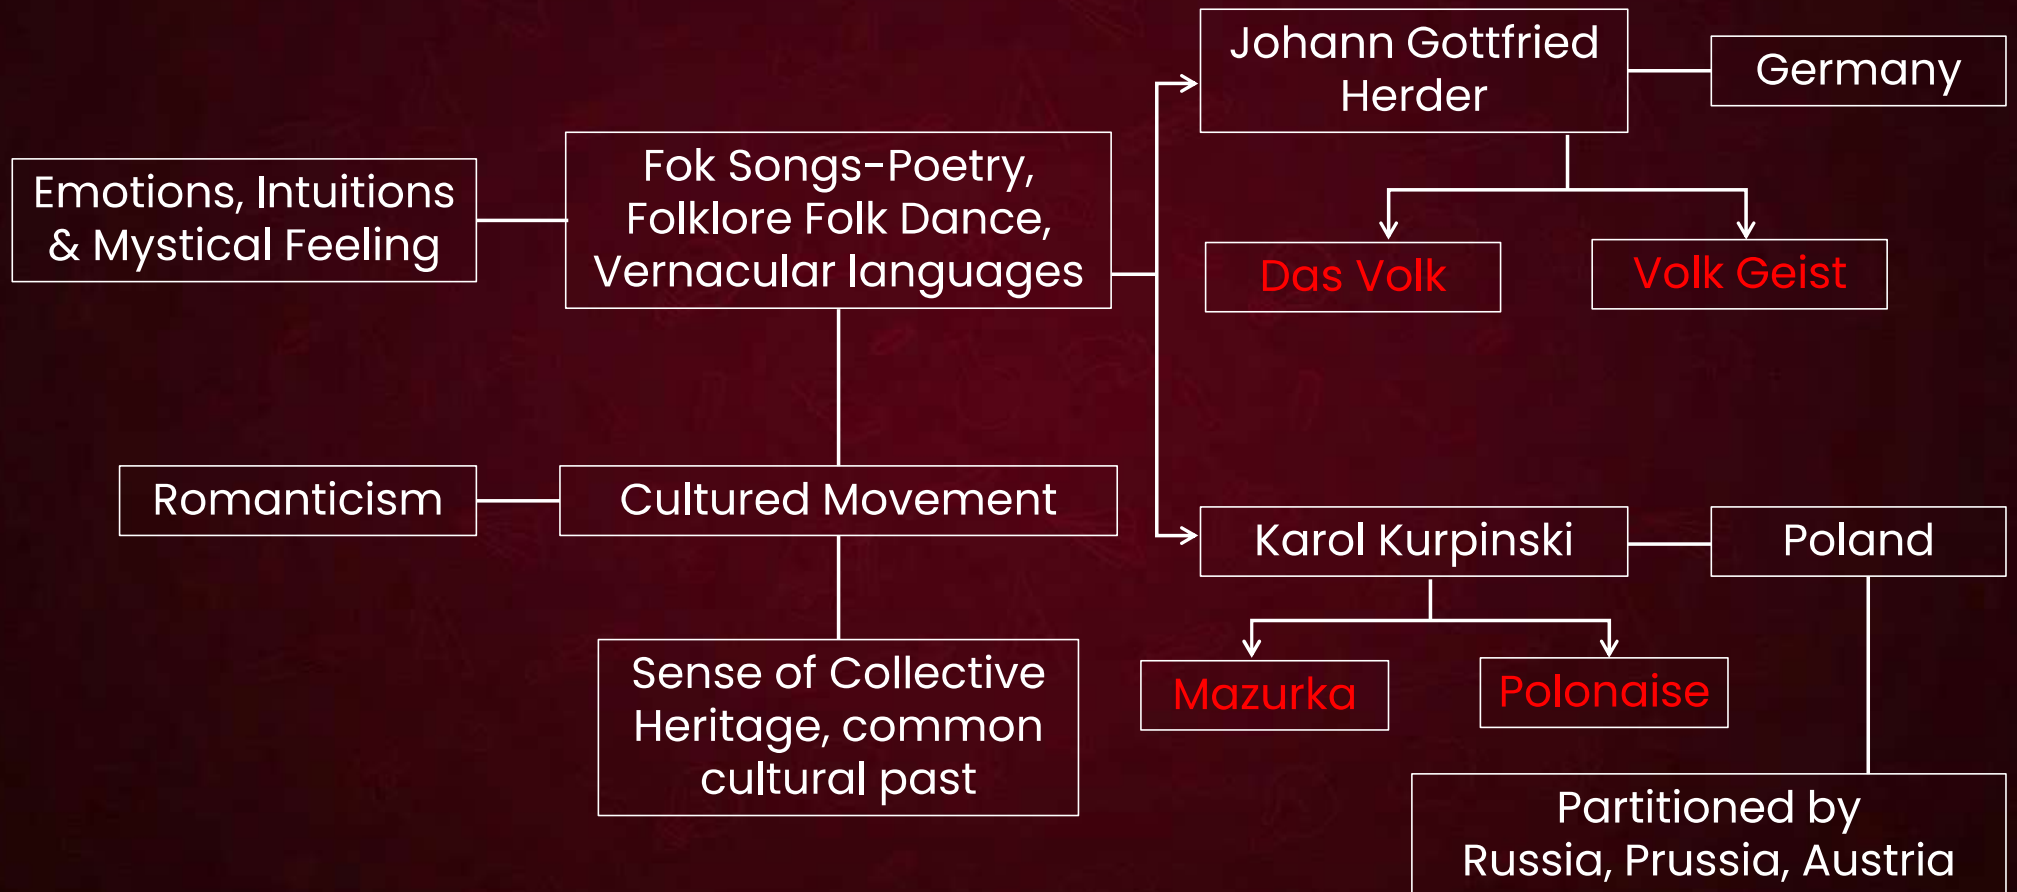 Johann Gottfried
Herder
Germany
Emotions, Intuitions
& Mystical Feeling
Fok Songs-Poetry,
Folklore Folk Dance,
Vernacular languages
Das Volk
Volk Geist
Romanticism
Cultured Movement
Karol Kurpinski
Poland
Sense of Collective
Heritage, common
cultural past
Mazurka
Polonaise
Partitioned by
Russia, Prussia, Austria